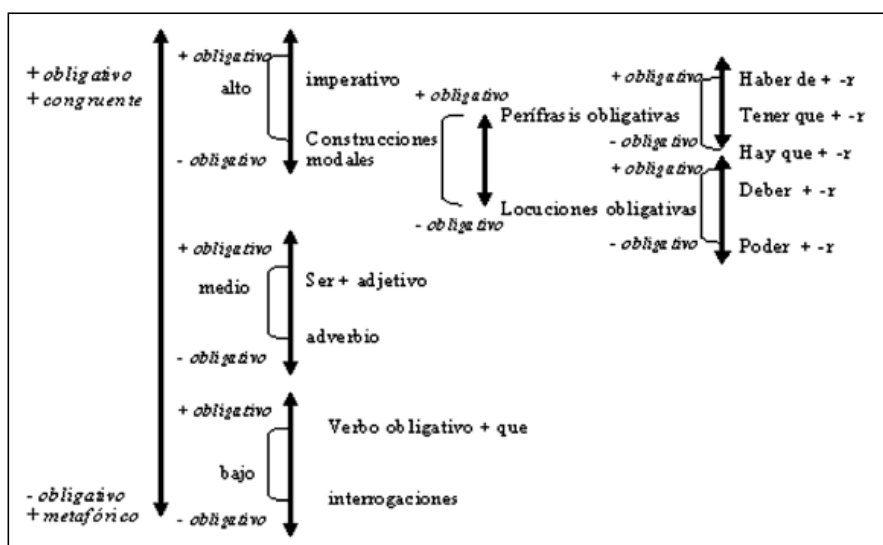 + obligativo
+ congruente
- obligativo
+ metafórico
+ obligativo
alto
- obligativo
imperativo
Construcciones
modales
+ obligativo
- obligativo
Perífrasis obligativas
Locuciones obligativas
+ obligativo
- obligativo
+ obligativo
- obligativo
Haber de + -r
Tener que + -r
Hay que + -r
Deber + -r
Poder + -r
+ obligativo
medio
- obligativo
Ser + adjetivo
adverbio
+ obligativo
bajo
- obligativo
Verbo obligativo + que
interrogaciones